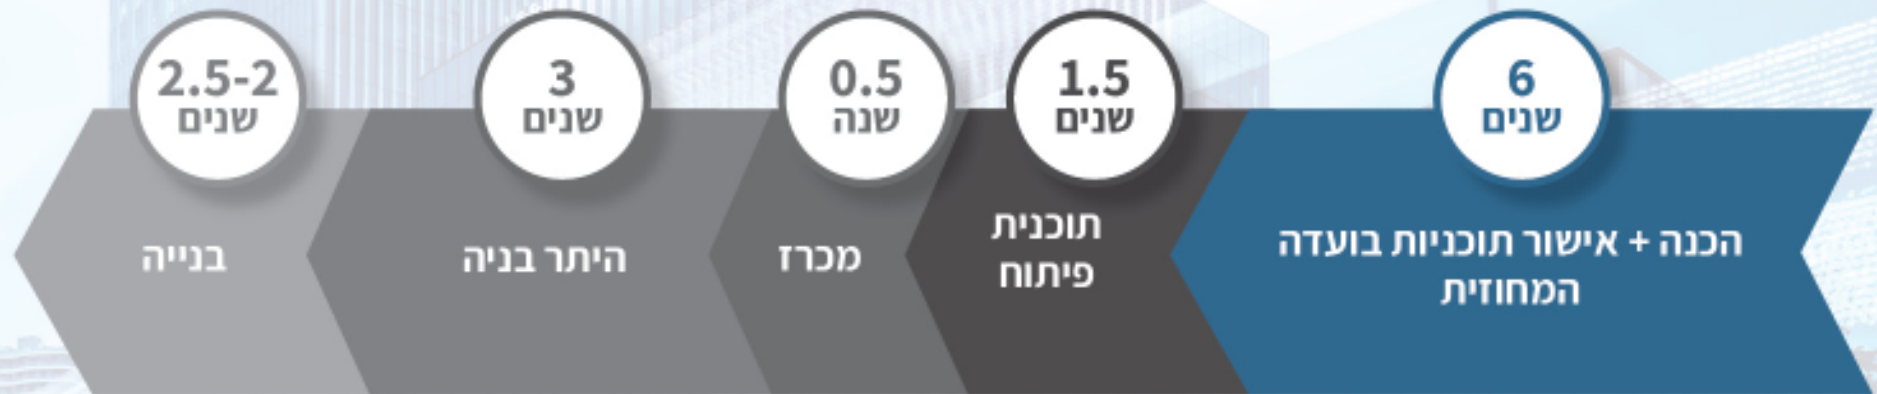 6
שנים
הכנה + אישור תוכניות בועדה
המחוזית
1.5
שנים
תוכנית
פיתוח
0.5
שנה
מכרז
3
שנים
היתר בניה
2.5-2
שנים
בנייה